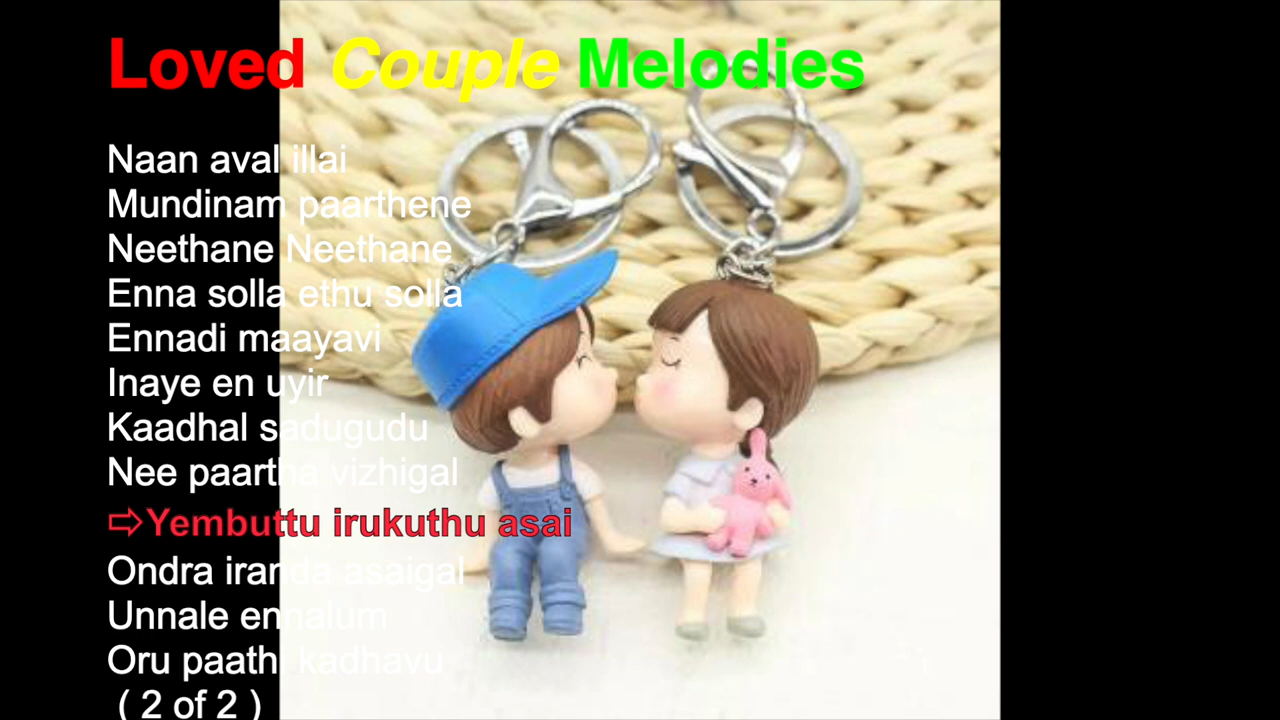 Loved Couple Melodies
Naan aval illai
Mundinam paarthene
Neethane Neethane
Enna solla ethu solla
Ennadi maayavi
Inaye en uyir
Kaadhal sadugudu
Nee paartha vizhigal
⇨Yembuttu irukuthu asai
Ondra iranda asaigal
Unnale ennalum
Oru paathi kadhavu
( 2 of 2 )